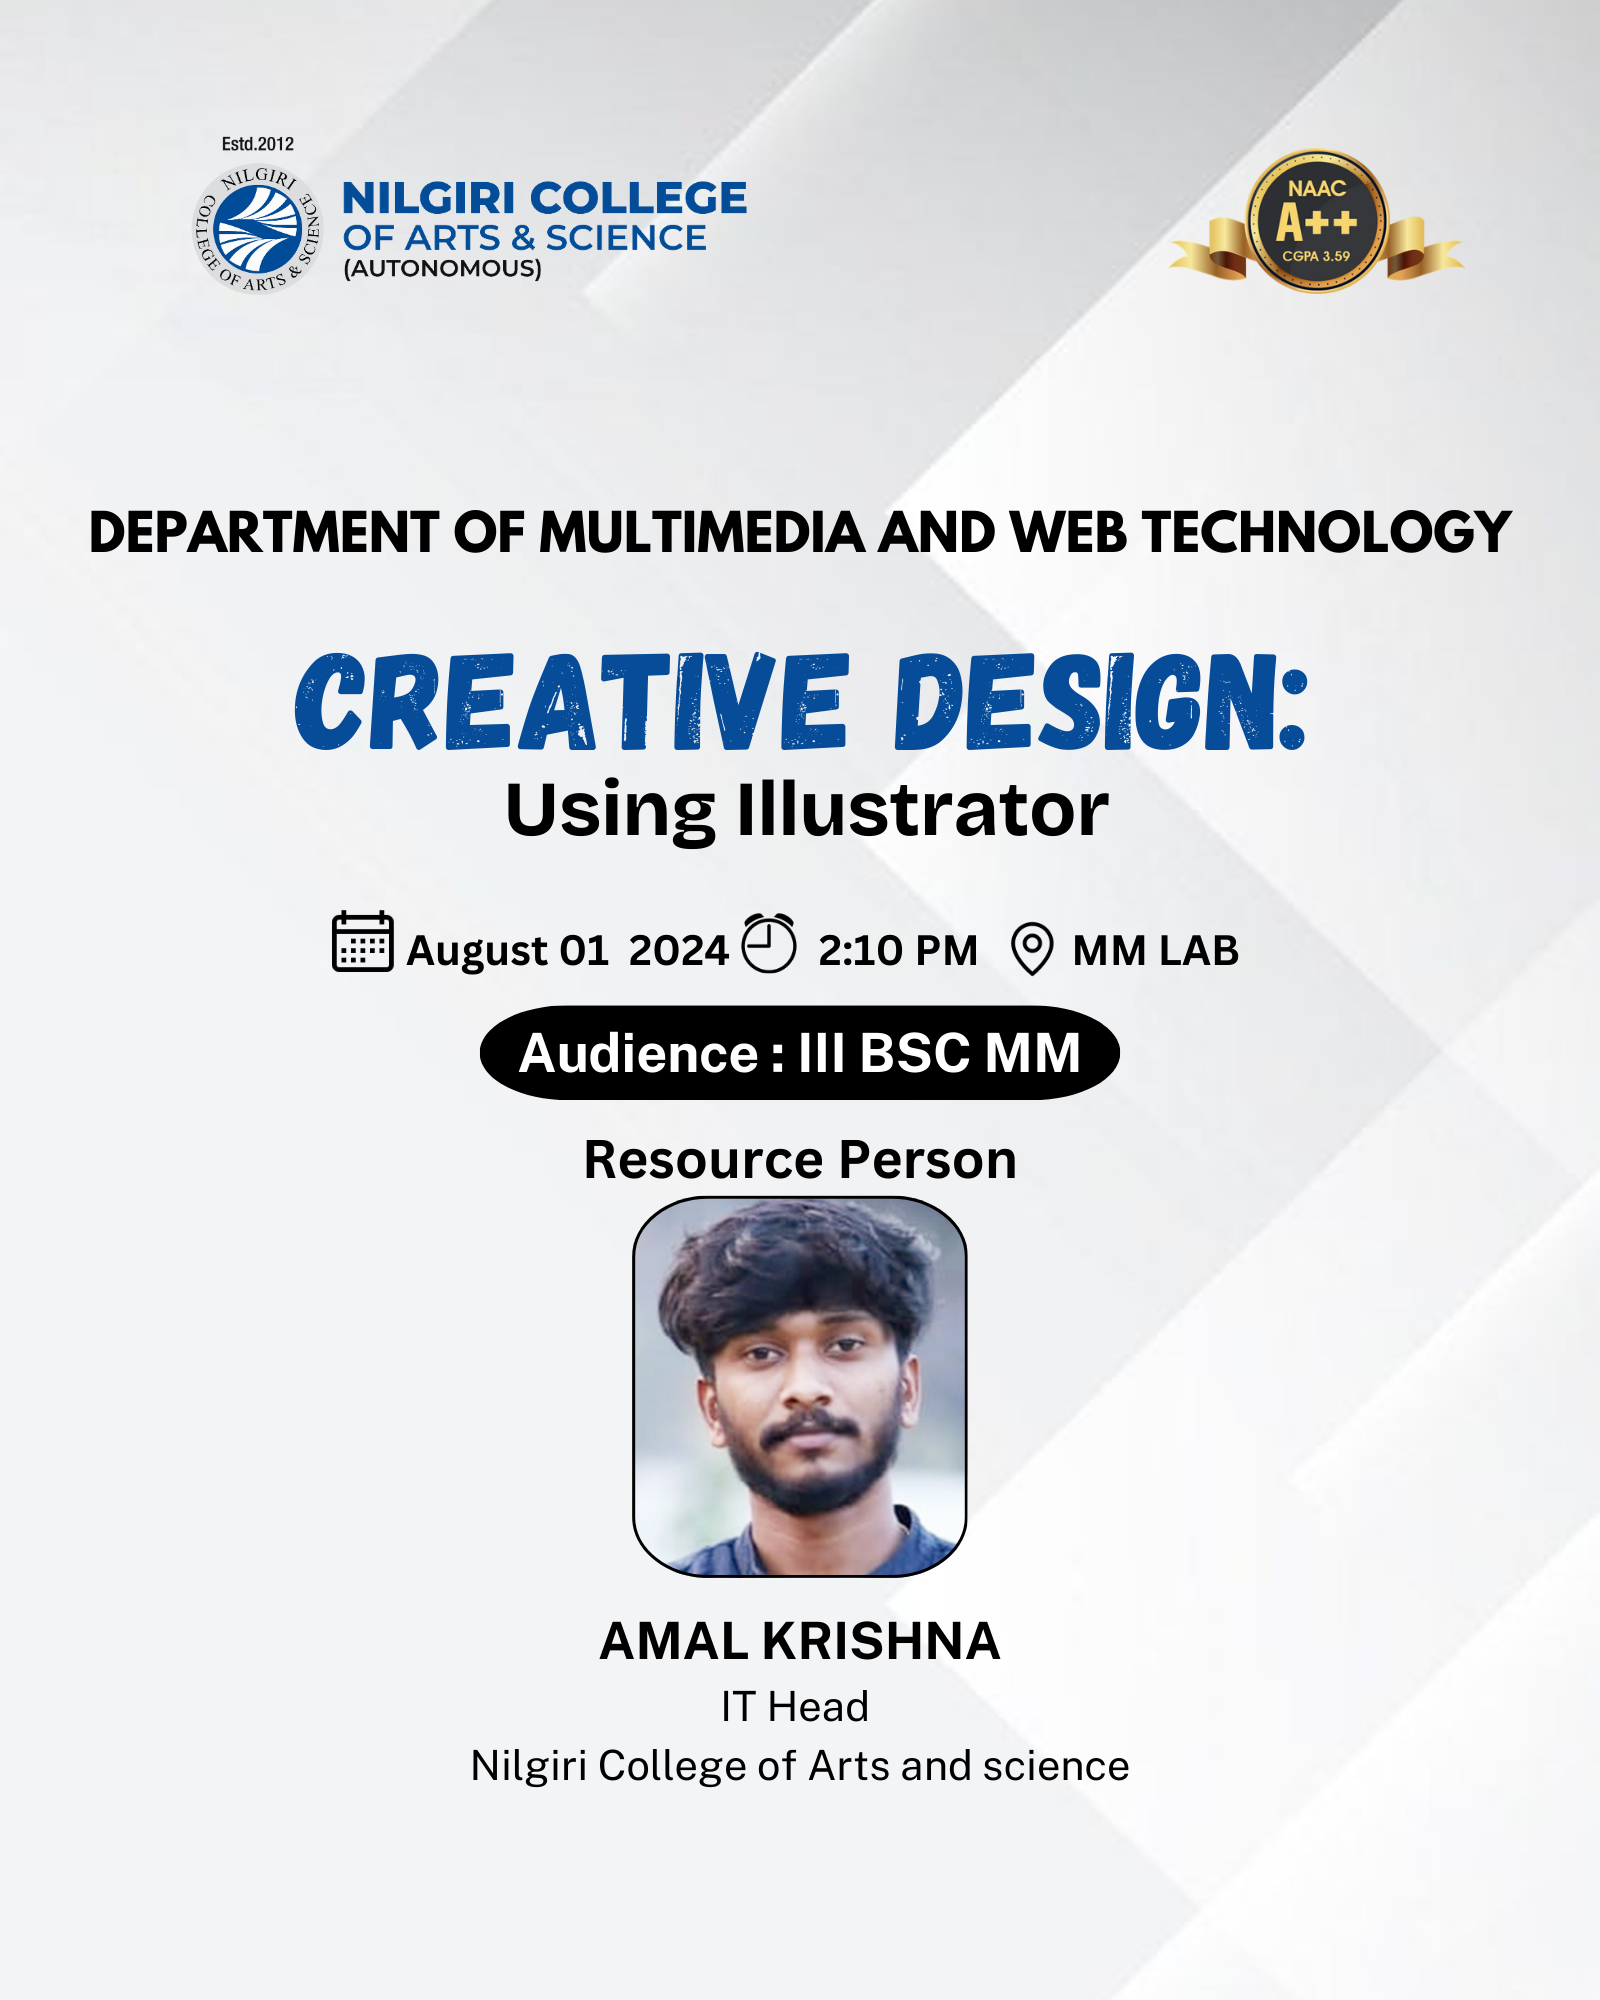 Estd.2012
NILGIRI
COLLEGE OF ARTS & SCIENCE
NILGIRI COLLEGE
OF ARTS & SCIENCE
(AUTONOMOUS)
NAAC
A++
CGPA 3.59
DEPARTMENT OF MULTIMEDIA AND WEB TECHNOLOGY
CREATIVE DESIGN:
Using Illustrator
August 01 2024 2:10 PM MM LAB
Audience : III BSC MM
Resource Person
AMAL KRISHNA
IT Head
Nilgiri College of Arts and science